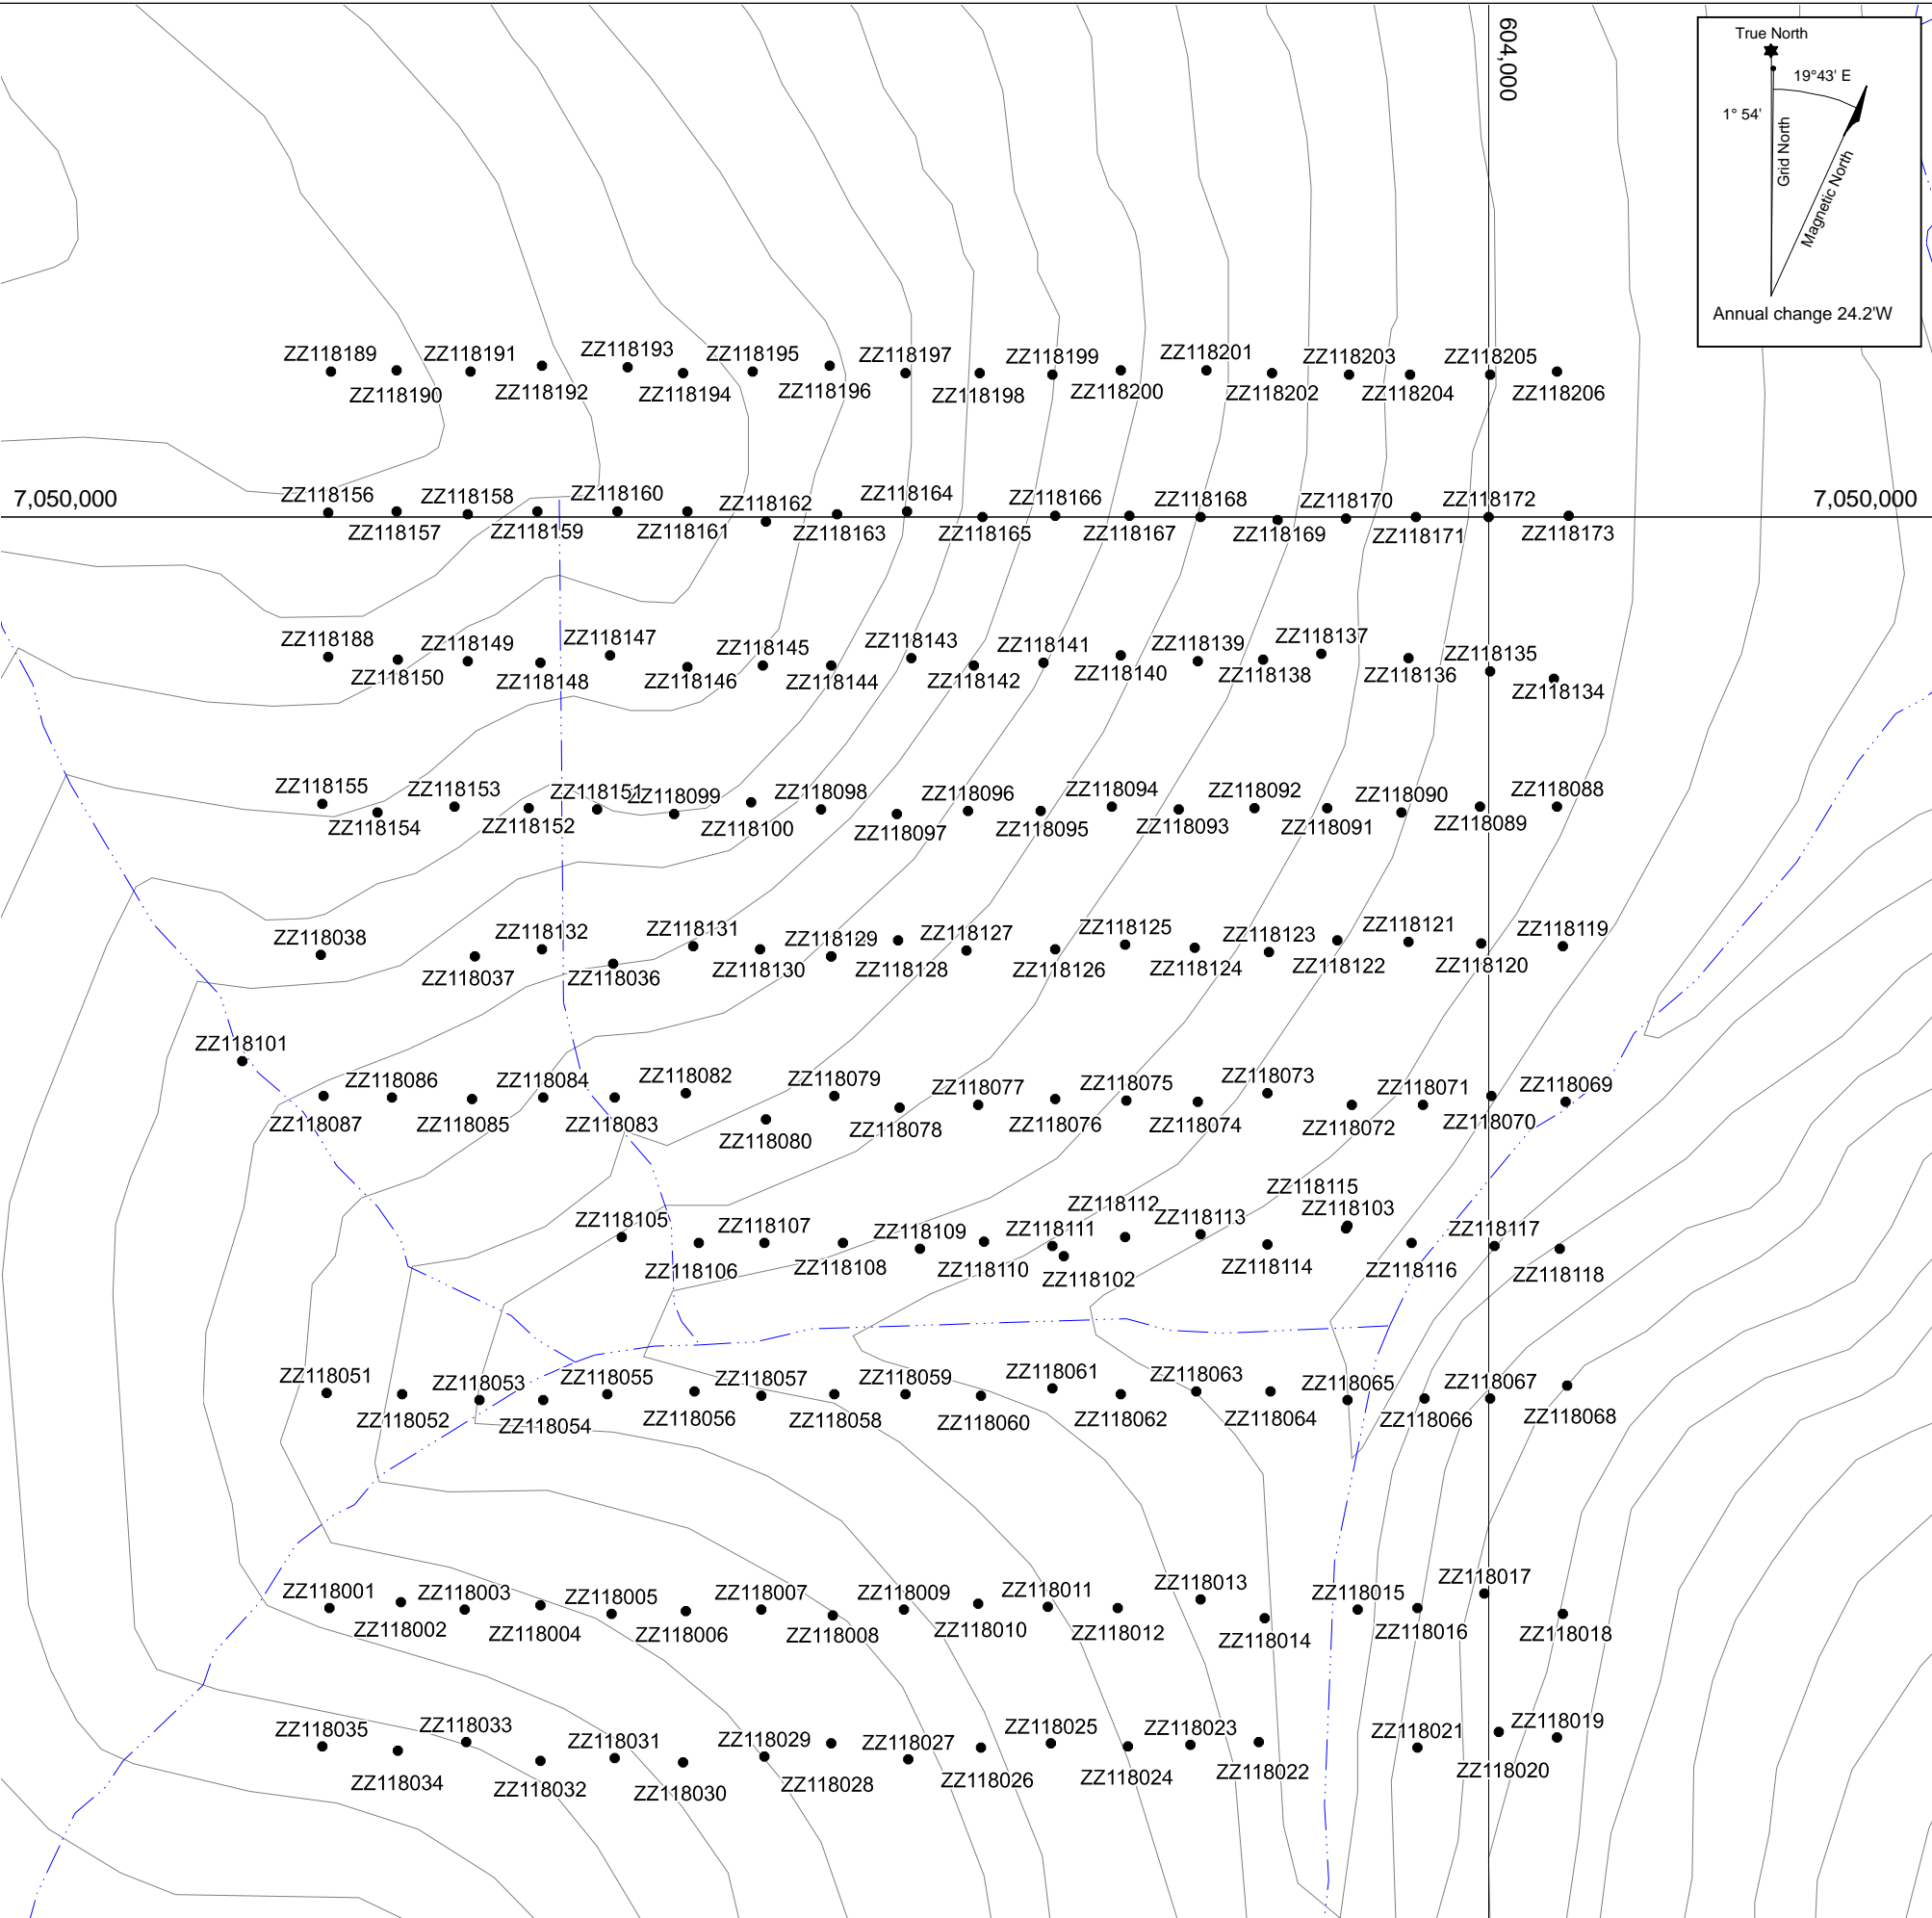 604,000
True North
19°43' E
1° 54'
Grid North
Magnetic North
Annual change 24.2'W
ZZ118189 ZZ118191 ZZ118193 ZZ118195 ZZ118197 ZZ118199 ZZ118201 ZZ118203 ZZ118205
ZZ118190 ZZ118192 ZZ118194 ZZ118196 ZZ118198 ZZ118200 ZZ118202 ZZ118204 ZZ118206
7,050,000 ZZ118156 ZZ118158 ZZ118160 ZZ118162 ZZ118164 ZZ118166 ZZ118168 ZZ118170 ZZ118172 7,050,000
ZZ118157 ZZ118159 ZZ118161 ZZ118163 ZZ118165 ZZ118167 ZZ118169 ZZ118171 ZZ118173
ZZ118188 ZZ118149 ZZ118147 ZZ118145 ZZ118143 ZZ118141 ZZ118139 ZZ118137 ZZ118135
ZZ118150 ZZ118148 ZZ118146 ZZ118144 ZZ118142 ZZ118140 ZZ118138 ZZ118136 ZZ118134
ZZ118155 ZZ118153 ZZ118151 ZZ118099 ZZ118098 ZZ118096 ZZ118094 ZZ118092 ZZ118090 ZZ118088
ZZ118154 ZZ118152 ZZ118100 ZZ118097 ZZ118095 ZZ118093 ZZ118091 ZZ118089
ZZ118038 ZZ118132 ZZ118131 ZZ118129 ZZ118127 ZZ118125 ZZ118123 ZZ118121 ZZ118119
ZZ118037 ZZ118036 ZZ118130 ZZ118128 ZZ118126 ZZ118124 ZZ118122 ZZ118120
ZZ118101
ZZ118086 ZZ118084 ZZ118082 ZZ118079 ZZ118077 ZZ118075 ZZ118073 ZZ118071 ZZ118069
ZZ118087 ZZ118085 ZZ118083 ZZ118080 ZZ118078 ZZ118076 ZZ118074 ZZ118072 ZZ118070
ZZ118115
ZZ118105 ZZ118107 ZZ118109 ZZ118111 ZZ118112 ZZ118113 ZZ118103 ZZ118117
ZZ118106 ZZ118108 ZZ118110 ZZ118102 ZZ118114 ZZ118116 ZZ118118
ZZ118051 ZZ118053 ZZ118055 ZZ118057 ZZ118059 ZZ118061 ZZ118063 ZZ118065 ZZ118067
ZZ118052 ZZ118054 ZZ118056 ZZ118058 ZZ118060 ZZ118062 ZZ118064 ZZ118066 ZZ118068
ZZ118001 ZZ118003 ZZ118005 ZZ118007 ZZ118009 ZZ118011 ZZ118013 ZZ118015 ZZ118017
ZZ118002 ZZ118004 ZZ118006 ZZ118008 ZZ118010 ZZ118012 ZZ118014 ZZ118016 ZZ118018
ZZ118035 ZZ118033 ZZ118031 ZZ118029 ZZ118027 ZZ118025 ZZ118023 ZZ118021 ZZ118019
ZZ118034 ZZ118032 ZZ118030 ZZ118028 ZZ118026 ZZ118024 ZZ118022 ZZ118020